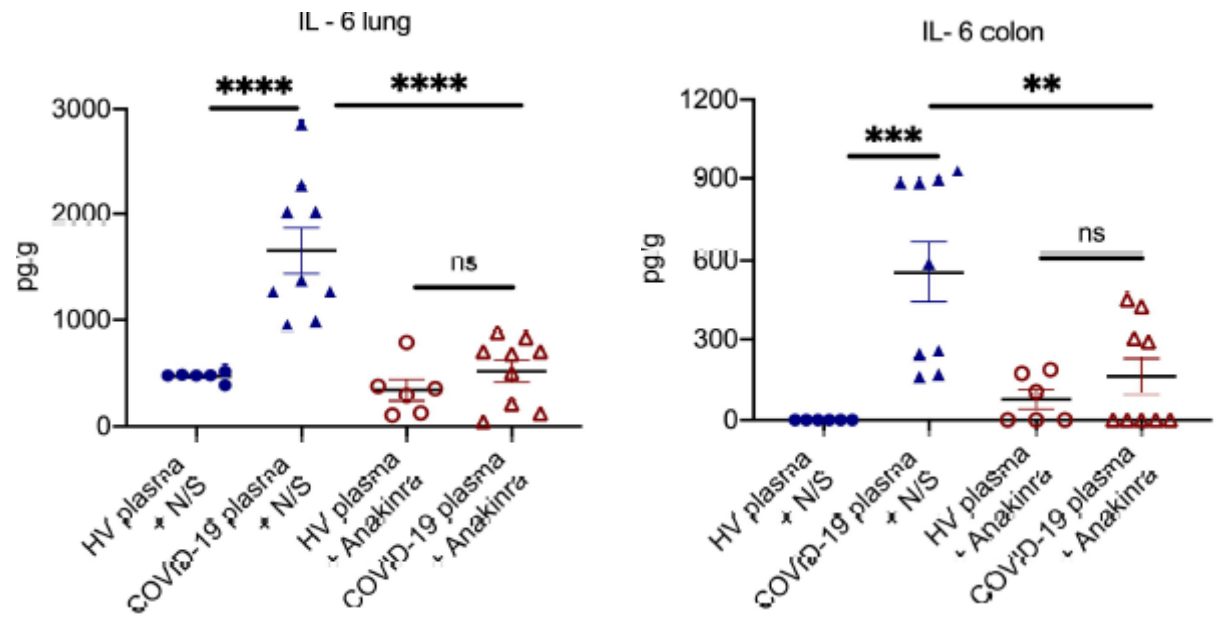 IL - 6 lung
**** ****
3000
2000
1000
0
pg/g
ns
HV plasma
+ N/S
COVID-19 plasma
+ N/S
HV plasma
+ Anakinra
COVID-19 plasma
+ Anakinra
IL- 6 colon
**
***
1200
900
600
300
0
pg/g
ns
HV plasma
+ N/S
COVID-19 plasma
+ N/S
HV plasma
+ Anakinra
COVID-19 plasma
+ Anakinra